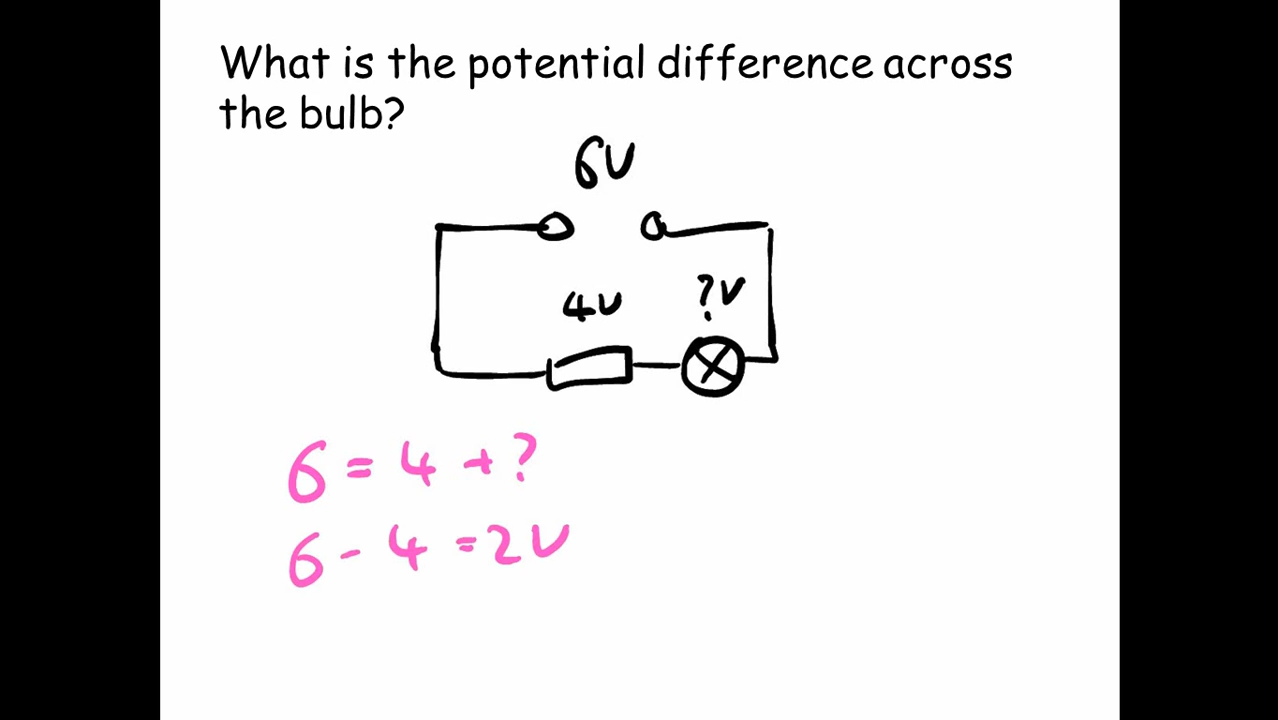 What is the potential difference across
the bulb?
6V
4V
?V
6 = 4 + ?
6 - 4 = 2V